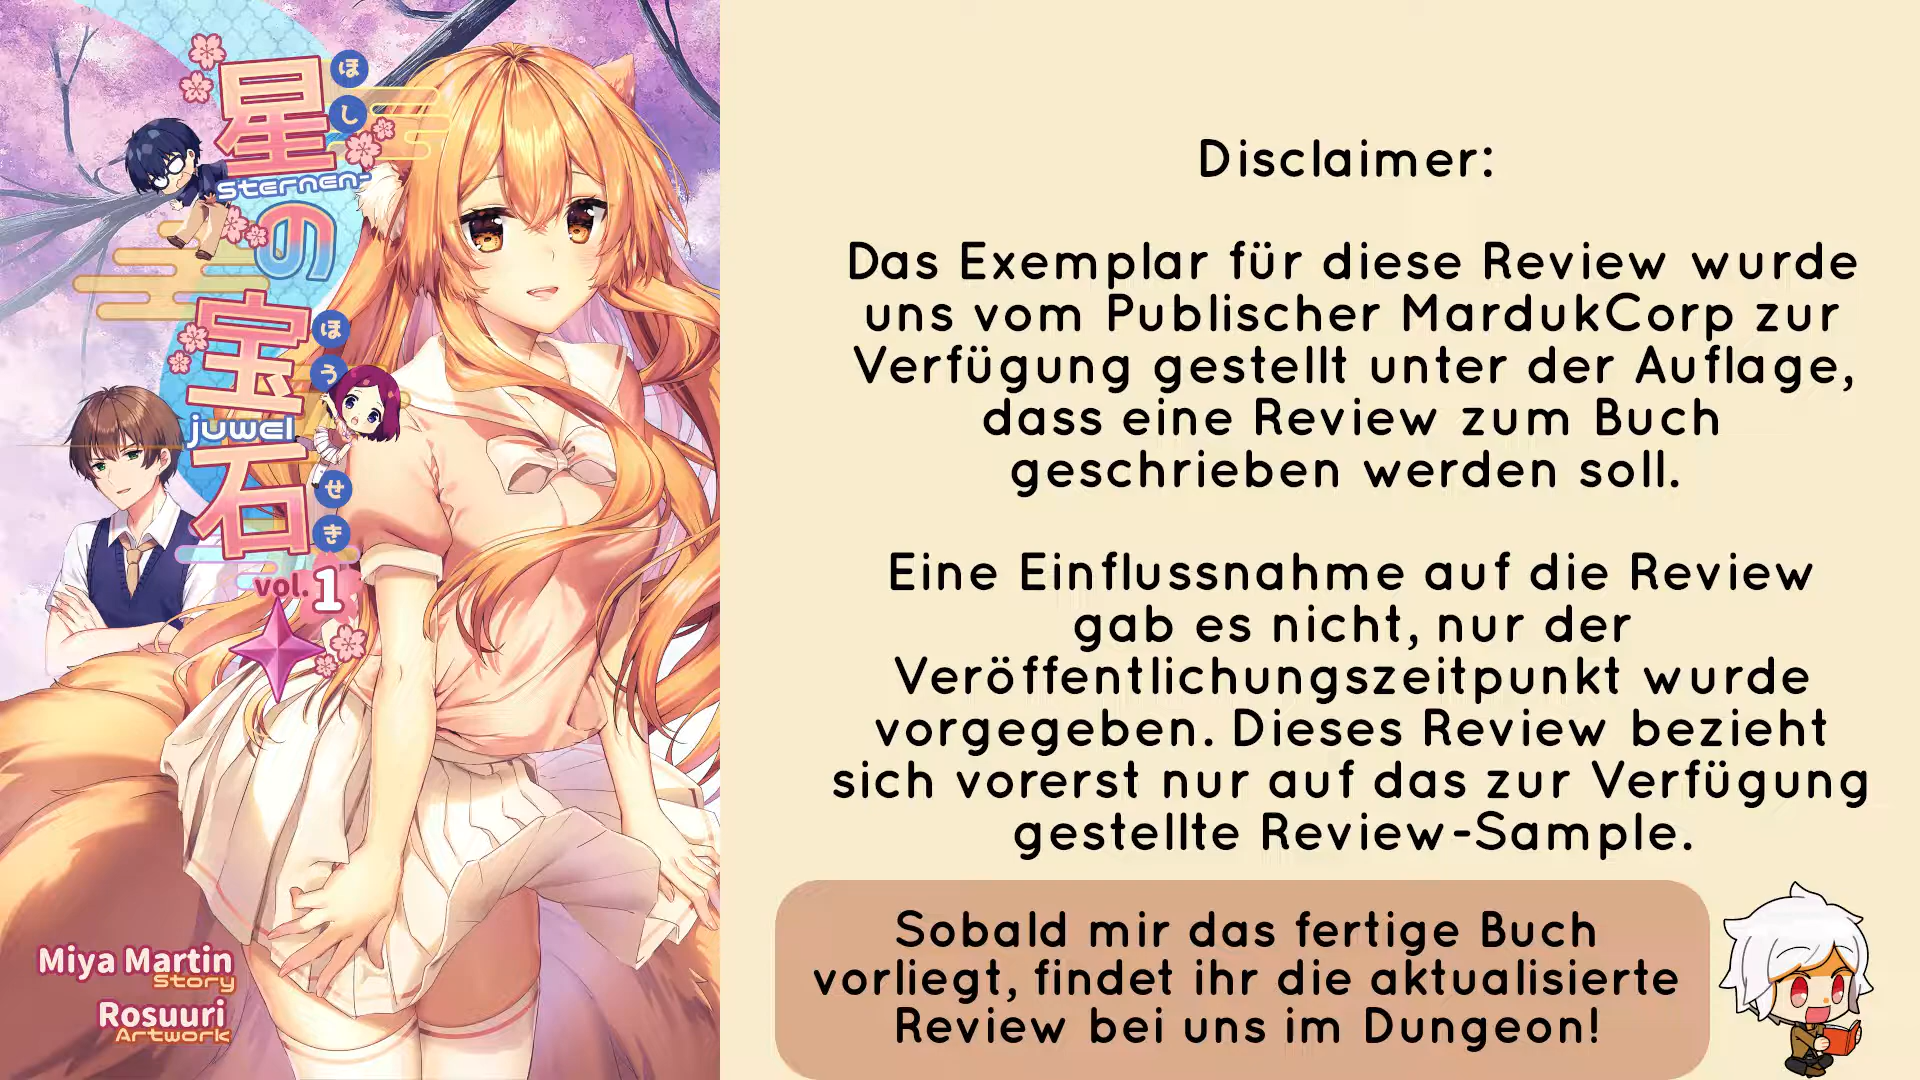 星の宝石
ほし
ほうせき
sternen-
juwel
vol.1
Miya Martin
Story
Rosuuri
Artwork
Disclaimer:
Das Exemplar für diese Review wurde
uns vom Publischer MardukCorp zur
Verfügung gestellt unter der Auflage,
dass eine Review zum Buch
geschrieben werden soll.
Eine Einflussnahme auf die Review
gab es nicht, nur der
Veröffentlichungszeitpunkt wurde
vorgegeben. Dieses Review bezieht
sich vorerst nur auf das zur Verfügung
gestellte Review-Sample.
Sobald mir das fertige Buch
vorliegt, findet ihr die aktualisierte
Review bei uns im Dungeon!